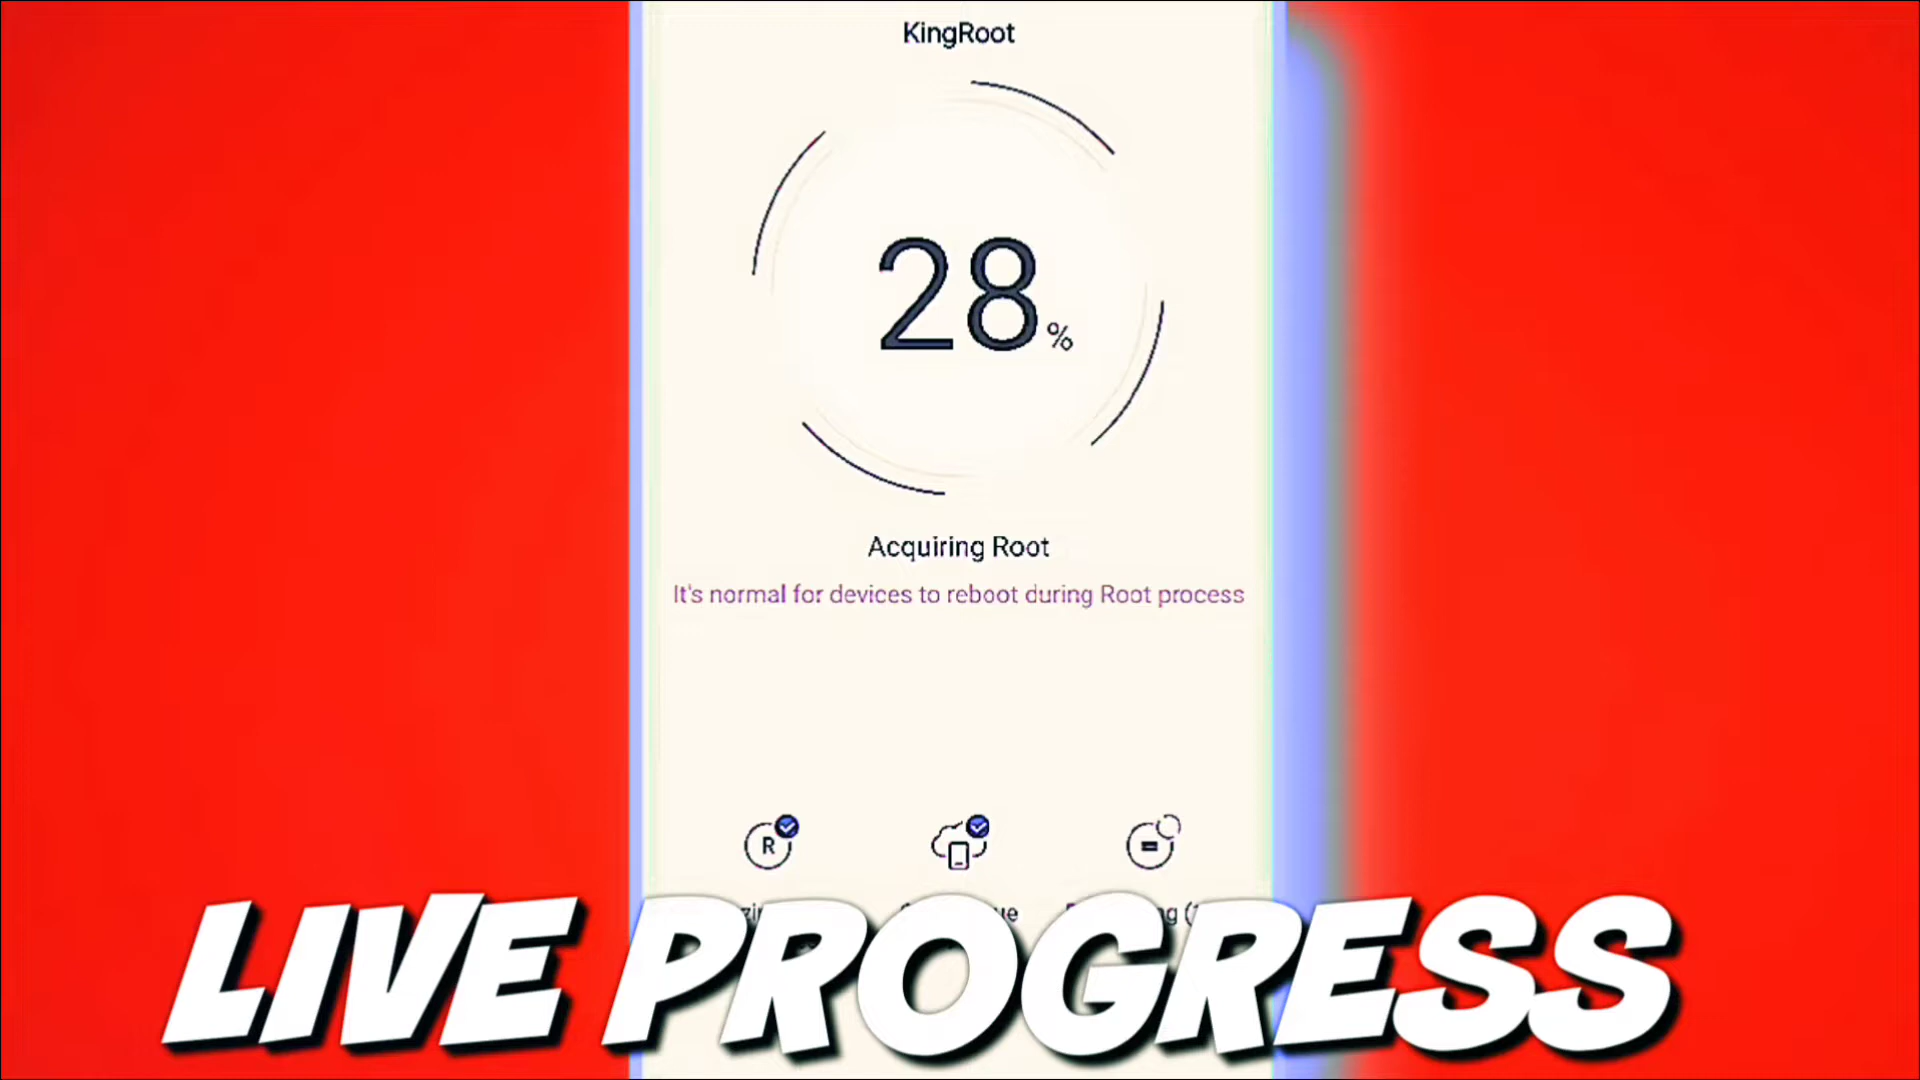 KingRoot
28%
Acquiring Root
It's normal for devices to reboot during Root process
R
LIVE PROGRESS